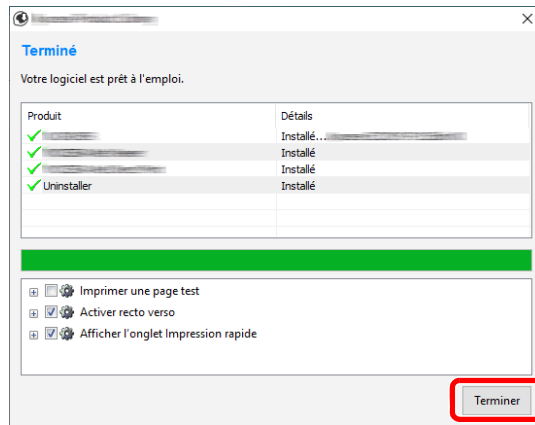 Terminé
Votre logiciel est prêt à l'emploi.
Produit Détails
Installé...
Installé
Installé
Uninstaller Installé
Imprimer une page test
Activer recto verso
Afficher l'onglet Impression rapide
Terminer